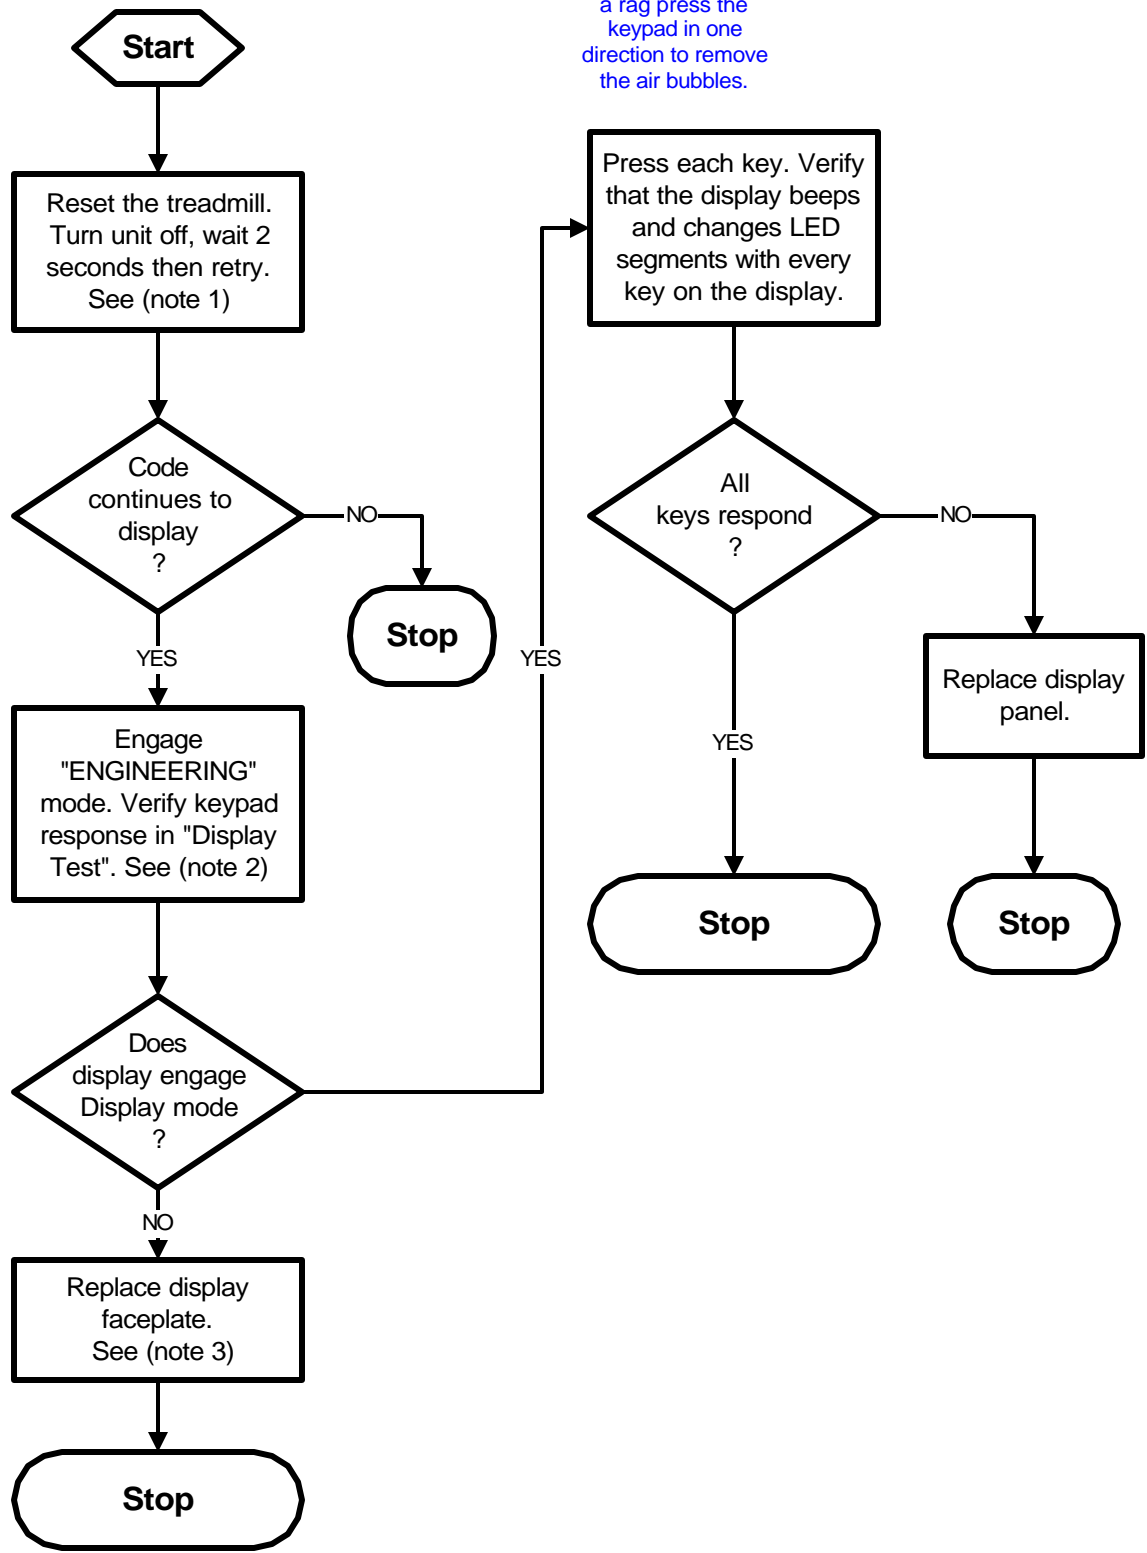 Start
Reset the treadmill.
Turn unit off, wait 2
seconds then retry.
See (note 1)
Code
continues to
display
?
NO
Stop
YES
Engage
"ENGINEERING"
mode. Verify keypad
response in "Display
Test". See (note 2)
Does
display engage
Display mode
?
NO
Replace display
faceplate.
See (note 3)
Stop
YES
a rag press the
keypad in one
direction to remove
the air bubbles.
Press each key. Verify
that the display beeps
and changes LED
segments with every
key on the display.
All
keys respond
?
YES
Stop
NO
Replace display
panel.
Stop